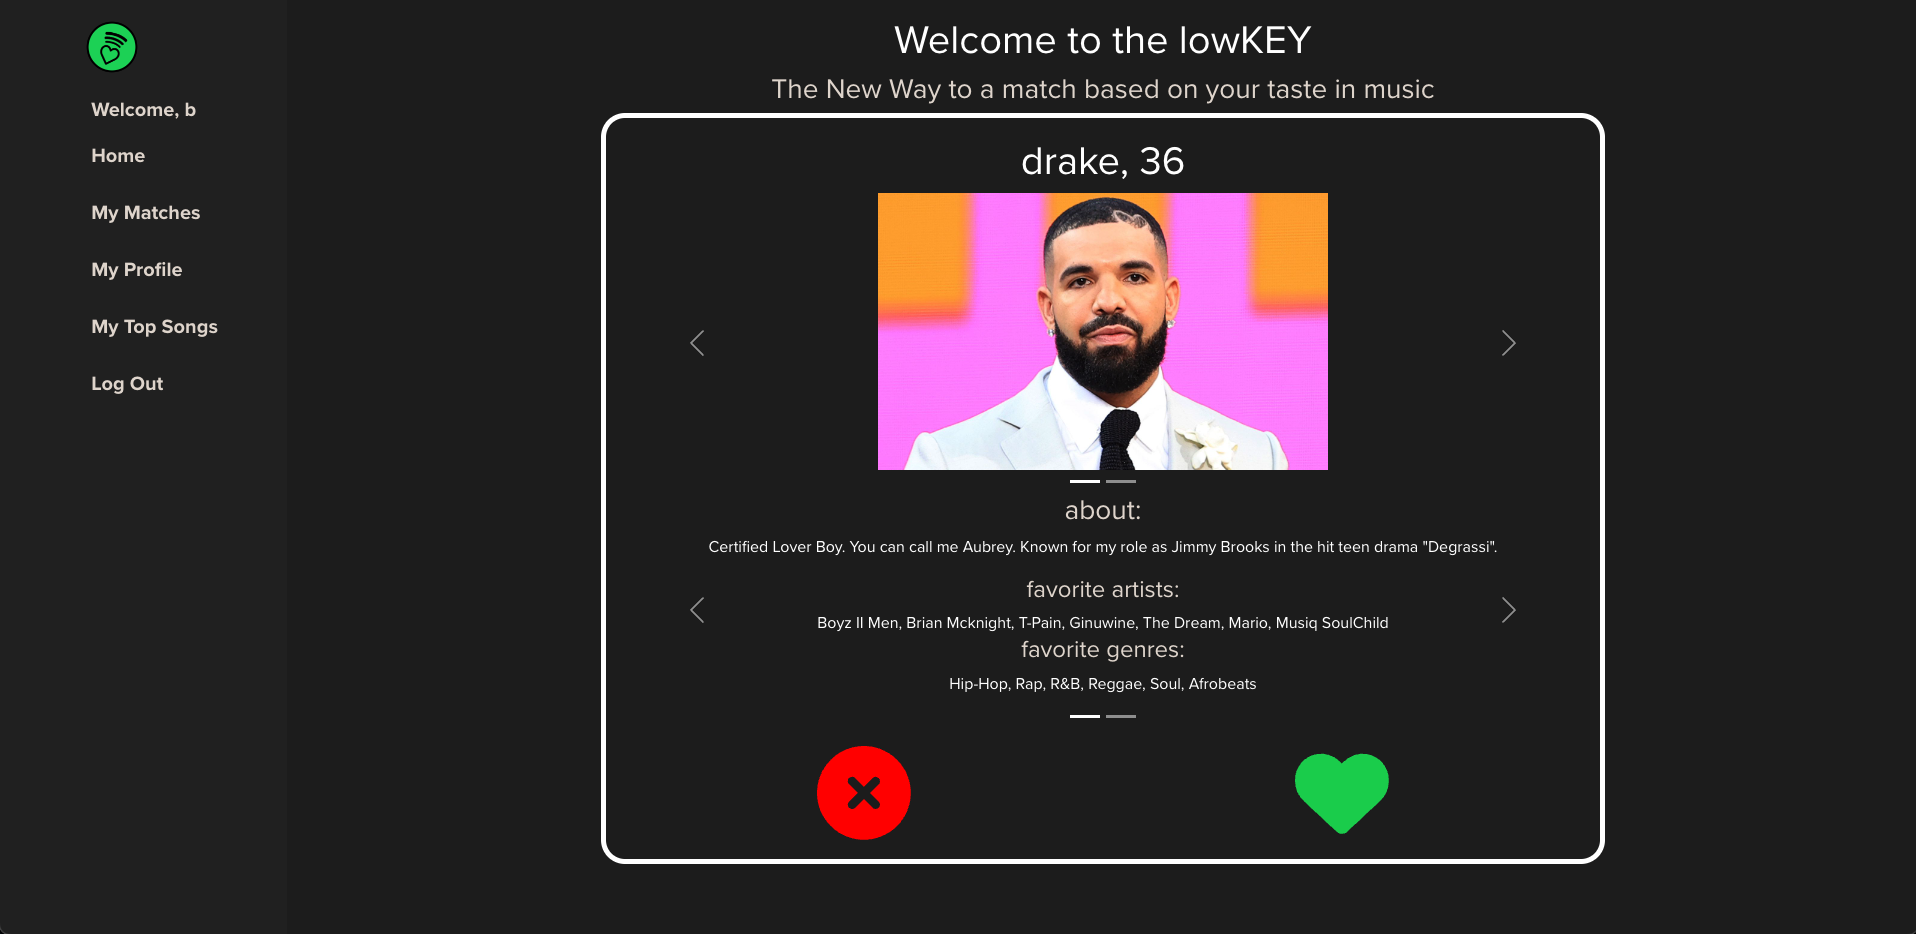 Welcome, b
Home
My Matches
My Profile
My Top Songs
Log Out
Welcome to the lowKEY
The New Way to a match based on your taste in music
drake, 36
about:
Certified Lover Boy. You can call me Aubrey. Known for my role as Jimmy Brooks in the hit teen drama "Degrassi".
favorite artists:
Boyz II Men, Brian Mcknight, T-Pain, Ginuwine, The Dream, Mario, Musiq SoulChild
favorite genres:
Hip-Hop, Rap, R&B, Reggae, Soul, Afrobeats